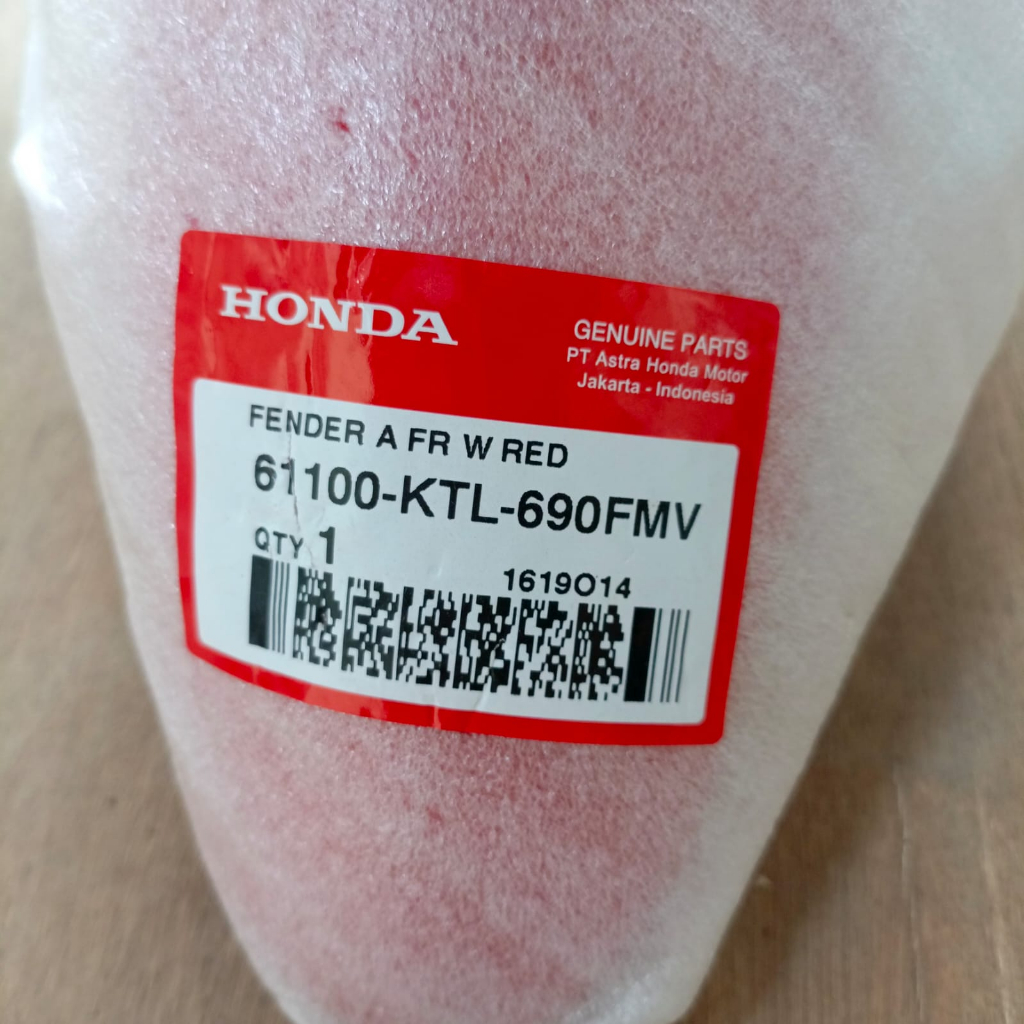 HONDA
GENUINE PARTS
PT Astra Honda Motor
Jakarta - Indonesia
FENDER A FR W RED
61100-KTL-690FMV
QTY 1
1619O14